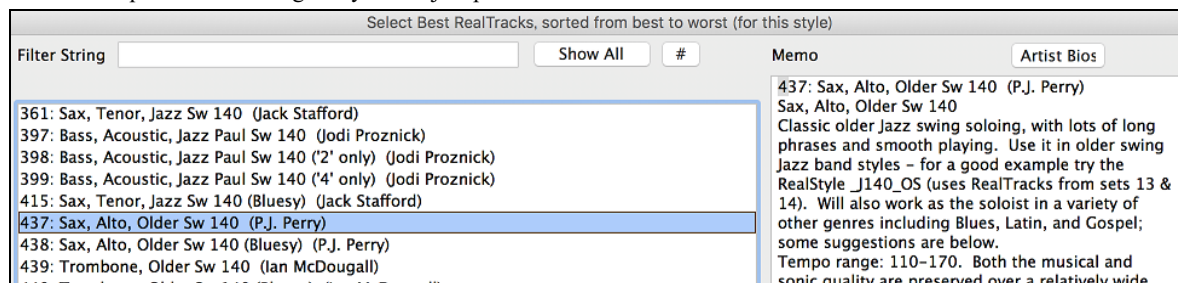 Select Best RealTracks, sorted from best to worst (for this style)
Filter String
Show All
#
361: Sax, Tenor, Jazz Sw 140 (Jack Stafford)
397: Bass, Acoustic, Jazz Paul Sw 140 (Jodi Proznick)
398: Bass, Acoustic, Jazz Paul Sw 140 ('2' only) (Jodi Proznick)
399: Bass, Acoustic, Jazz Paul Sw 140 ('4' only) (Jodi Proznick)
415: Sax, Tenor, Jazz Sw 140 (Bluesy) (Jack Stafford)
437: Sax, Alto, Older Sw 140 (P.J. Perry)
438: Sax, Alto, Older Sw 140 (Bluesy) (P.J. Perry)
439: Trombone, Older Sw 140 (Ian McDougall)
Memo
Artist Bios
437: Sax, Alto, Older Sw 140 (P.J. Perry)
Sax, Alto, Older Sw 140
Classic older Jazz swing soloing, with lots of long
phrases and smooth playing. Use it in older swing
Jazz band styles - for a good example try the
RealStyle _J140_OS (uses RealTracks from sets 13 &
14). Will also work as the soloist in a variety of
other genres including Blues, Latin, and Gospel;
some suggestions are below.
Tempo range: 110-170. Both the musical and
sonic quality are preserved over a relatively wide